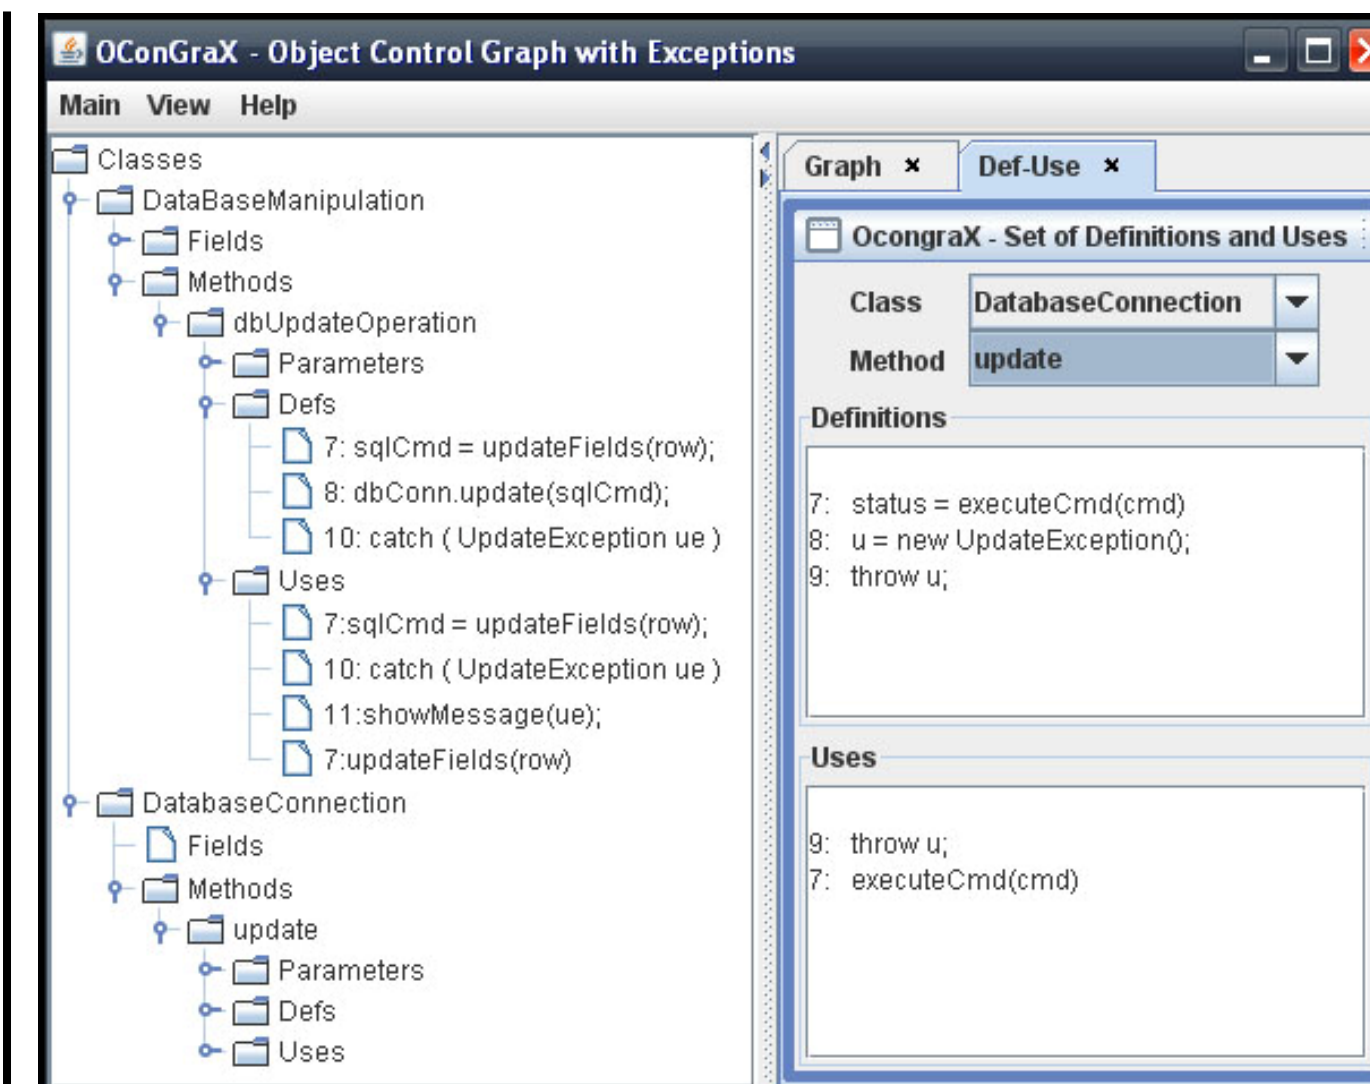 OConGraX - Object Control Graph with Exceptions
Main View Help
Classes
DataBaseManipulation
Fields
Methods
dbUpdateOperation
Parameters
Defs
7: sqlCmd = updateFields(row);
8: dbConn.update(sqlCmd);
10: catch ( UpdateException ue )
Uses
7:sqlCmd = updateFields(row);
10: catch ( UpdateException ue )
11:showMessage(ue);
7:updateFields(row)
DatabaseConnection
Fields
Methods
update
Parameters
Defs
Uses
Graph Def-Use
OcongraX - Set of Definitions and Uses
Class DatabaseConnection
Method update
Definitions
7: status = executeCmd(cmd)
8: u = new UpdateException();
9: throw u;
Uses
9: throw u;
7: executeCmd(cmd)